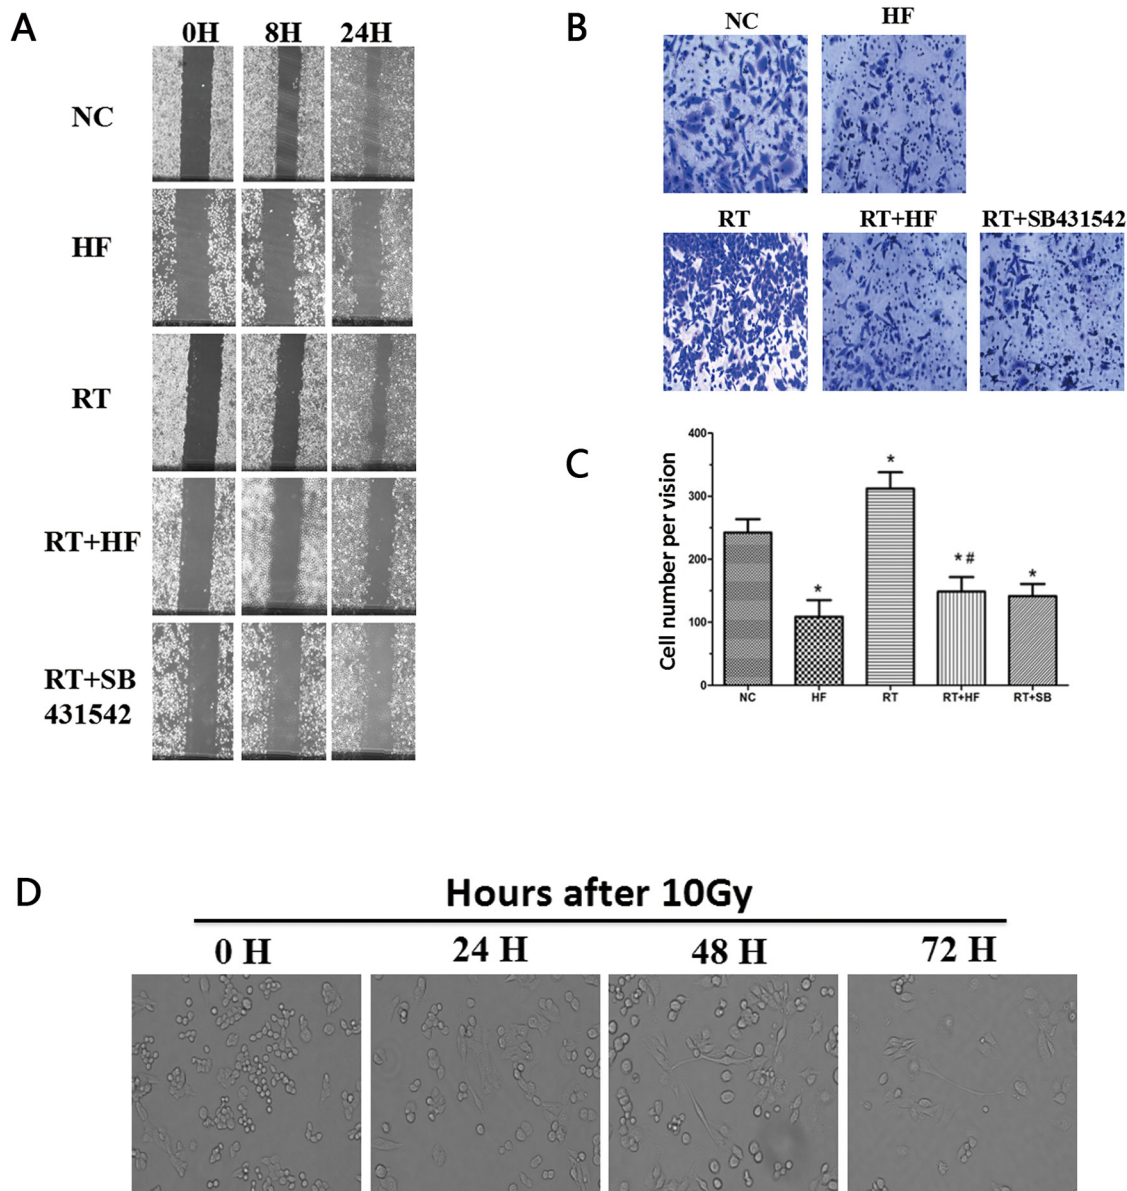 A
0H 8H 24H
NC
HF
RT
RT+HF
RT+SB
431542
B
NC HF
RT RT+HF RT+SB431542
C
Cell number per vision
400
300
200
100
0
*
*
* #
*
NC HF RT RT+HF RT+SB
D
Hours after 10Gy
0 H 24 H 48 H 72 H